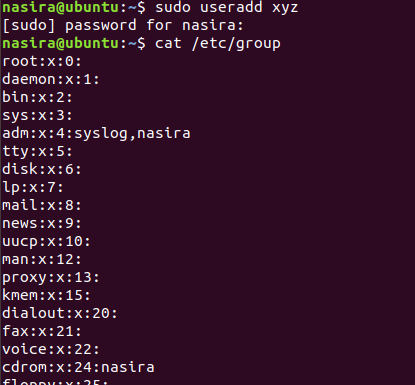 nasira@ubuntu:~$ sudo useradd xyz
[sudo] password for nasira:
nasira@ubuntu:~$ cat /etc/group
root:x:0:
daemon:x:1:
bin:x:2:
sys:x:3:
adm:x:4:syslog,nasira
tty:x:5:
disk:x:6:
lp:x:7:
mail:x:8:
news:x:9:
uucp:x:10:
man:x:12:
proxy:x:13:
kmem:x:15:
dialout:x:20:
fax:x:21:
voice:x:22:
cdrom:x:24:nasira
floppy:x:25: